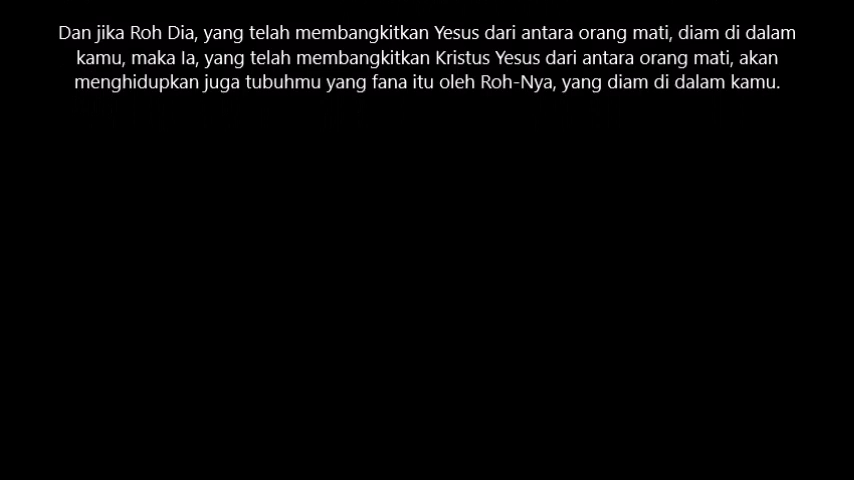 Dan jika Roh Dia, yang telah membangkitkan Yesus dari antara orang mati, diam di dalam
kamu, maka Ia, yang telah membangkitkan Kristus Yesus dari antara orang mati, akan
menghidupkan juga tubuhmu yang fana itu oleh Roh-Nya, yang diam di dalam kamu.